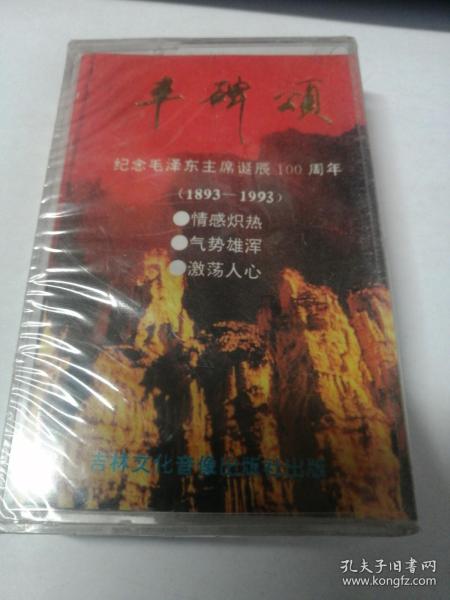 丰碑颂
纪念毛泽东主席诞辰100周年
(1893—1993)
●情感炽热
●气势雄浑
●激荡人心
吉林文化音像出版社出版
孔夫子旧书网
www.kongfz.com